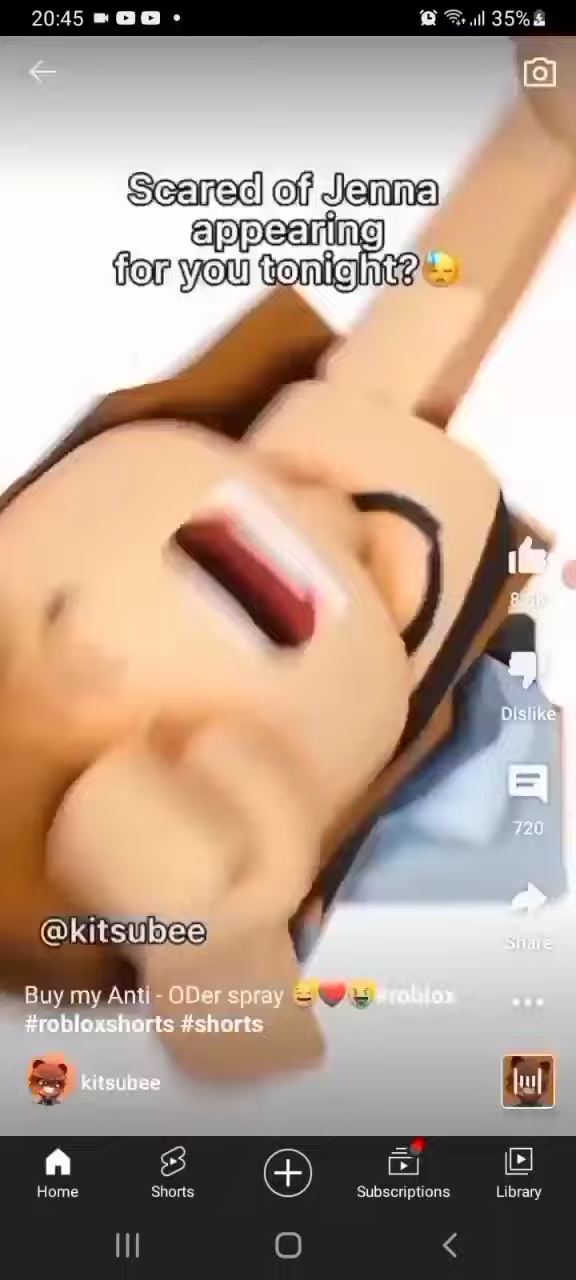 20:45
35%
Scared of Jenna
appearing
for you tonight?😓
@kitsubee
Dislike
720
Share
Buy my Anti - ODer spray 😄❤️🤑#roblox
#robloxshorts #shorts
kitsubee
Home
Shorts
Subscriptions
Library